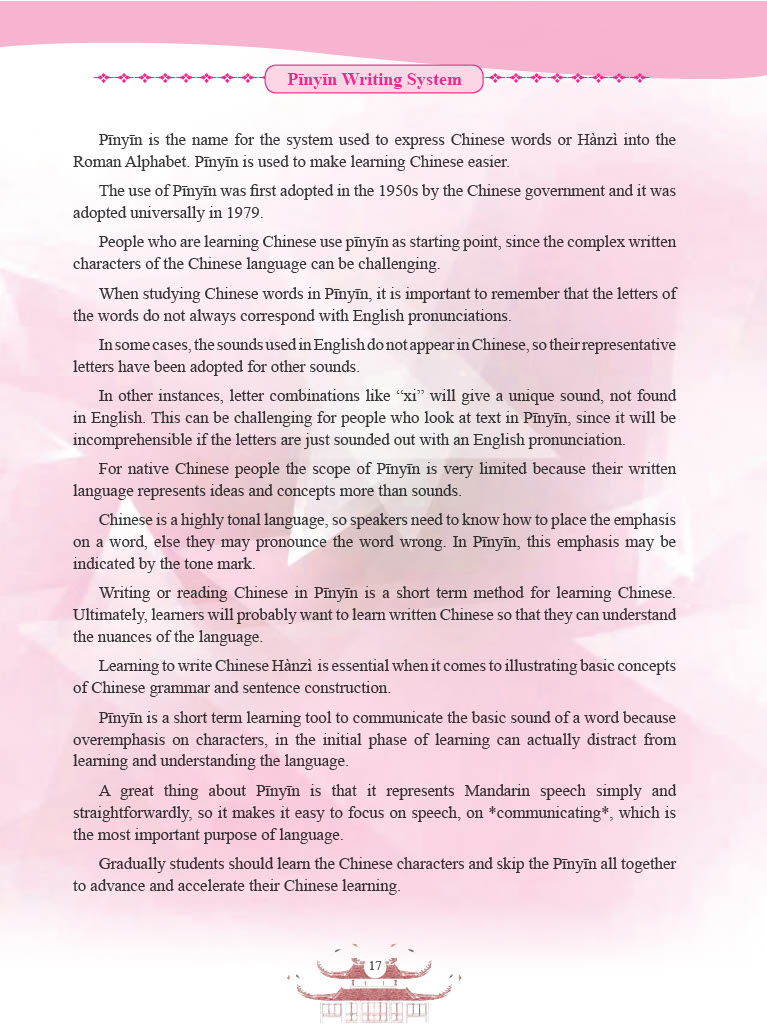 Pīnyīn Writing System
Pīnyīn is the name for the system used to express Chinese words or Hànzì into the
Roman Alphabet. Pīnyīn is used to make learning Chinese easier.
The use of Pīnyīn was first adopted in the 1950s by the Chinese government and it was
adopted universally in 1979.
People who are learning Chinese use pīnyīn as starting point, since the complex written
characters of the Chinese language can be challenging.
When studying Chinese words in Pīnyīn, it is important to remember that the letters of
the words do not always correspond with English pronunciations.
In some cases, the sounds used in English do not appear in Chinese, so their representative
letters have been adopted for other sounds.
In other instances, letter combinations like “xi” will give a unique sound, not found
in English. This can be challenging for people who look at text in Pīnyīn, since it will be
incomprehensible if the letters are just sounded out with an English pronunciation.
For native Chinese people the scope of Pīnyīn is very limited because their written
language represents ideas and concepts more than sounds.
Chinese is a highly tonal language, so speakers need to know how to place the emphasis
on a word, else they may pronounce the word wrong. In Pīnyīn, this emphasis may be
indicated by the tone mark.
Writing or reading Chinese in Pīnyīn is a short term method for learning Chinese.
Ultimately, learners will probably want to learn written Chinese so that they can understand
the nuances of the language.
Learning to write Chinese Hànzì is essential when it comes to illustrating basic concepts
of Chinese grammar and sentence construction.
Pīnyīn is a short term learning tool to communicate the basic sound of a word because
overemphasis on characters, in the initial phase of learning can actually distract from
learning and understanding the language.
A great thing about Pīnyīn is that it represents Mandarin speech simply and
straightforwardly, so it makes it easy to focus on speech, on *communicating*, which is
the most important purpose of language.
Gradually students should learn the Chinese characters and skip the Pīnyīn all together
to advance and accelerate their Chinese learning.
17